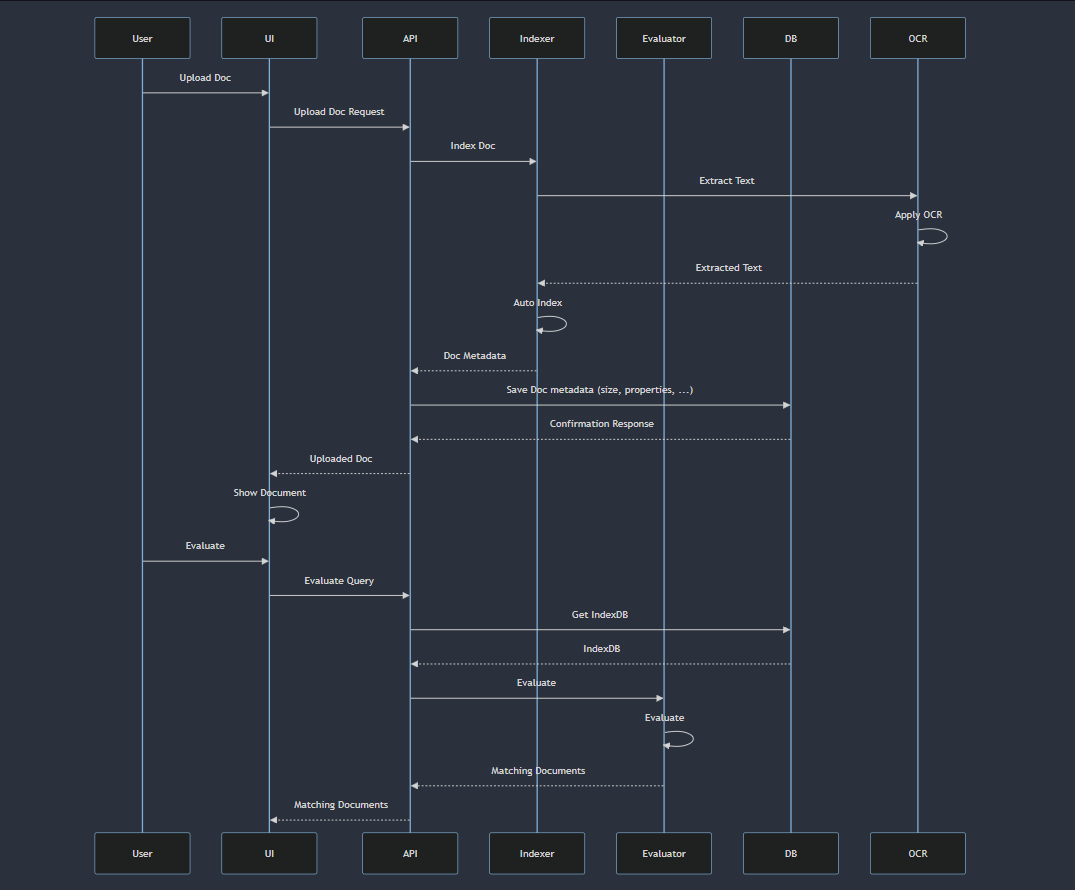 User
UI
API
Indexer
Evaluator
DB
OCR
Upload Doc
Upload Doc Request
Index Doc
Extract Text
Apply OCR
Extracted Text
Auto Index
Doc Metadata
Save Doc metadata (size, properties, ...)
Confirmation Response
Uploaded Doc
Show Document
Evaluate
Evaluate Query
Get IndexDB
IndexDB
Evaluate
Evaluate
Matching Documents
Matching Documents
User
UI
API
Indexer
Evaluator
DB
OCR